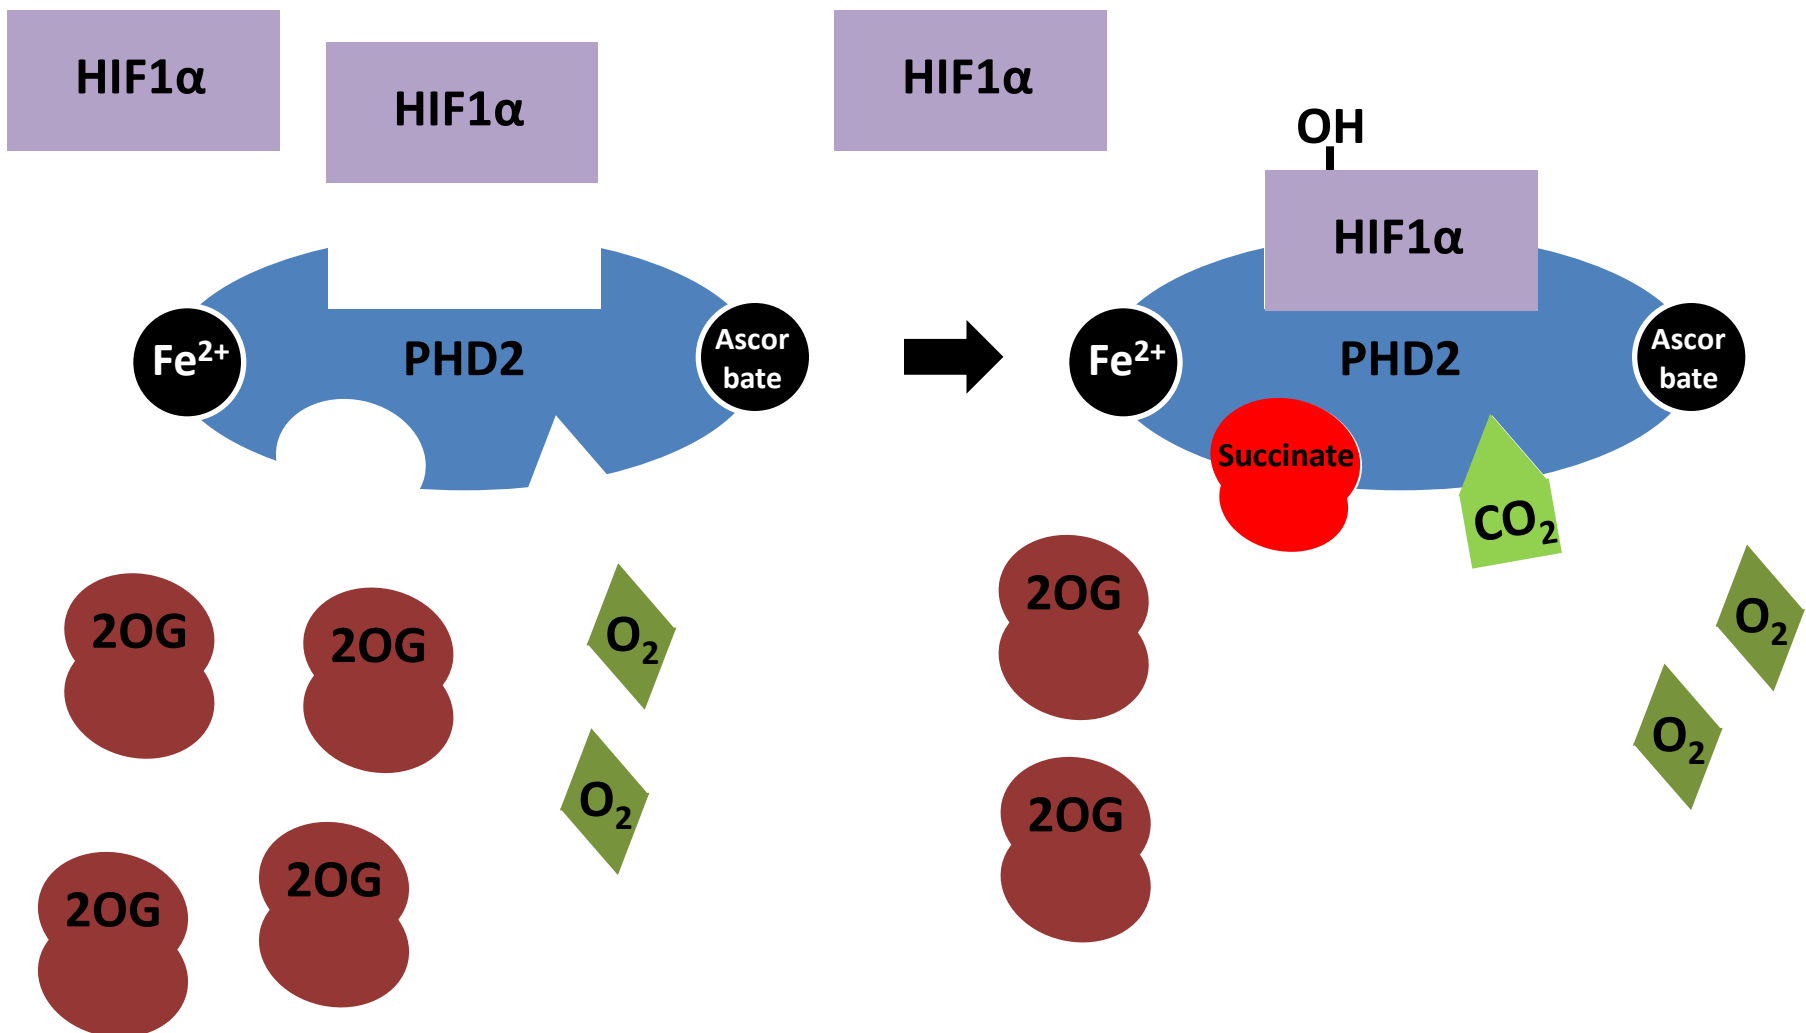 HIF1α
HIF1α
Fe²⁺
PHD2
Ascor
bate
2OG
2OG
O₂
O₂
2OG
2OG
HIF1α
OH
HIF1α
Fe²⁺
PHD2
Ascor
bate
Succinate
CO₂
2OG
O₂
O₂
2OG